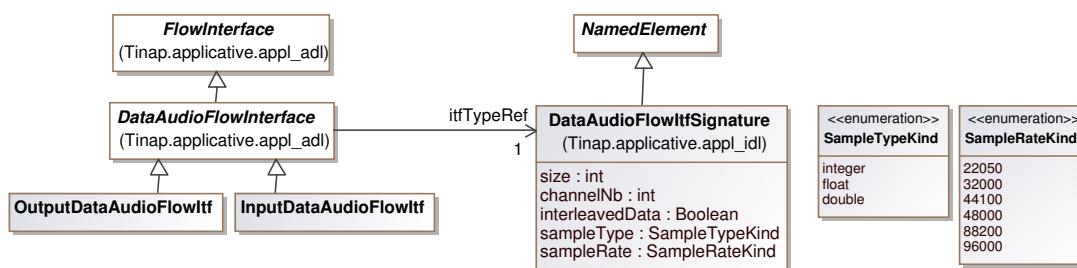 FlowInterface
(Tinap.applicative.appl_adl)
NamedElement
DataAudioFlowInterface
(Tinap.applicative.appl_adl)
itfTypeRef
1
DataAudioFlowItfSignature
(Tinap.applicative.appl_idl)
size : int
channelNb : int
interleavedData : Boolean
sampleType : SampleTypeKind
sampleRate : SampleRateKind
OutputDataAudioFlowItf
InputDataAudioFlowItf
<<enumeration>>
SampleTypeKind
integer
float
double
<<enumeration>>
SampleRateKind
22050
32000
44100
48000
88200
96000